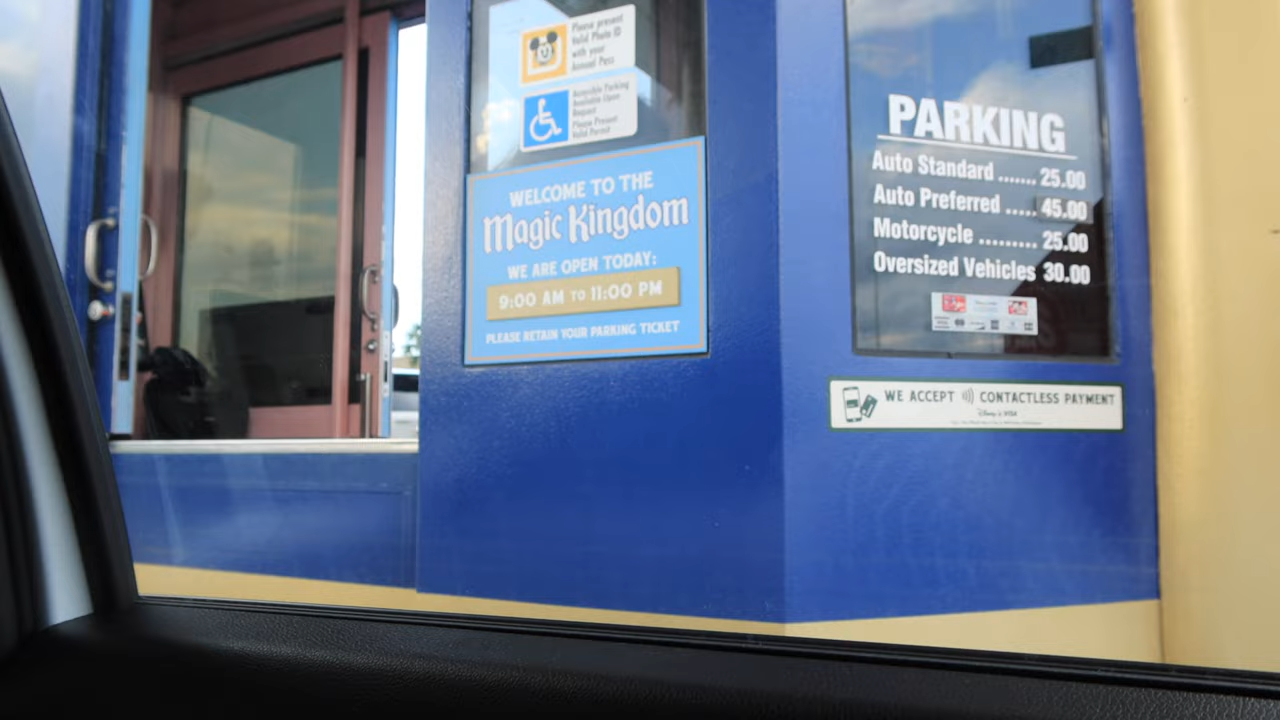 Please present
Valid Photo ID
with your
Annual Pass
Accessible Parking
Available Upon
Request
Please Present
Valid Permit
WELCOME TO THE
Magic Kingdom
WE ARE OPEN TODAY:
9:00 AM TO 11:00 PM
PLEASE RETAIN YOUR PARKING TICKET
PARKING
Auto Standard ....... 25.00
Auto Preferred ..... 45.00
Motorcycle ......... 25.00
Oversized Vehicles 30.00
WE ACCEPT CONTACTLESS PAYMENT
Disney VISA